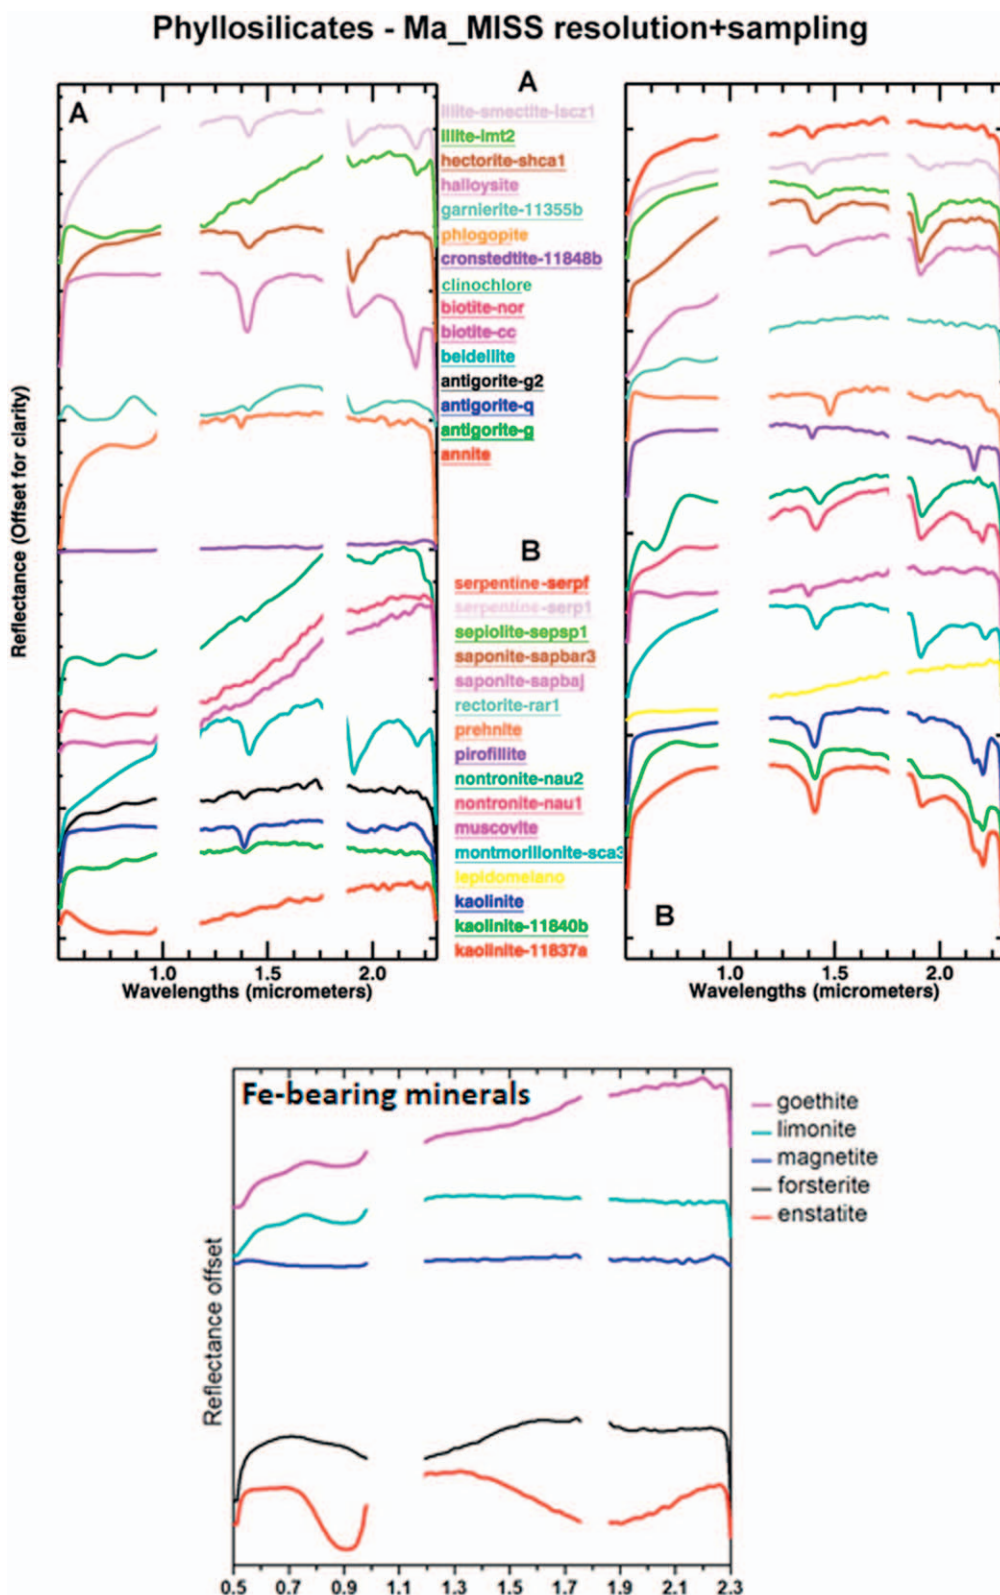 Phyllosilicates - Ma_MISS resolution+sampling
A
A
illite-smectite-iscz1
illite-imt2
hectorite-shca1
halloysite
garnierite-11355b
phlogopite
cronstedtite-11848b
clinochlore
biotite-nor
biotite-cc
beidellite
antigorite-g2
antigorite-q
antigorite-g
annite
B
serpentine-serpf
serpentine-serp1
sepiolite-sepsp1
saponite-sapbar3
saponite-sapbaj
rectorite-rar1
prehnite
pirofillite
nontronite-nau2
nontronite-nau1
muscovite
montmorillonite-sca3
lepidomelano
kaolinite
kaolinite-11840b
kaolinite-11837a
B
Reflectance (Offset for clarity)
1.0 1.5 2.0
Wavelengths (micrometers)
1.0 1.5 2.0
Wavelengths (micrometers)
Fe-bearing minerals
goethite
limonite
magnetite
forsterite
enstatite
Reflectance offset
0.5 0.7 0.9 1.1 1.3 1.5 1.7 1.9 2.1 2.3